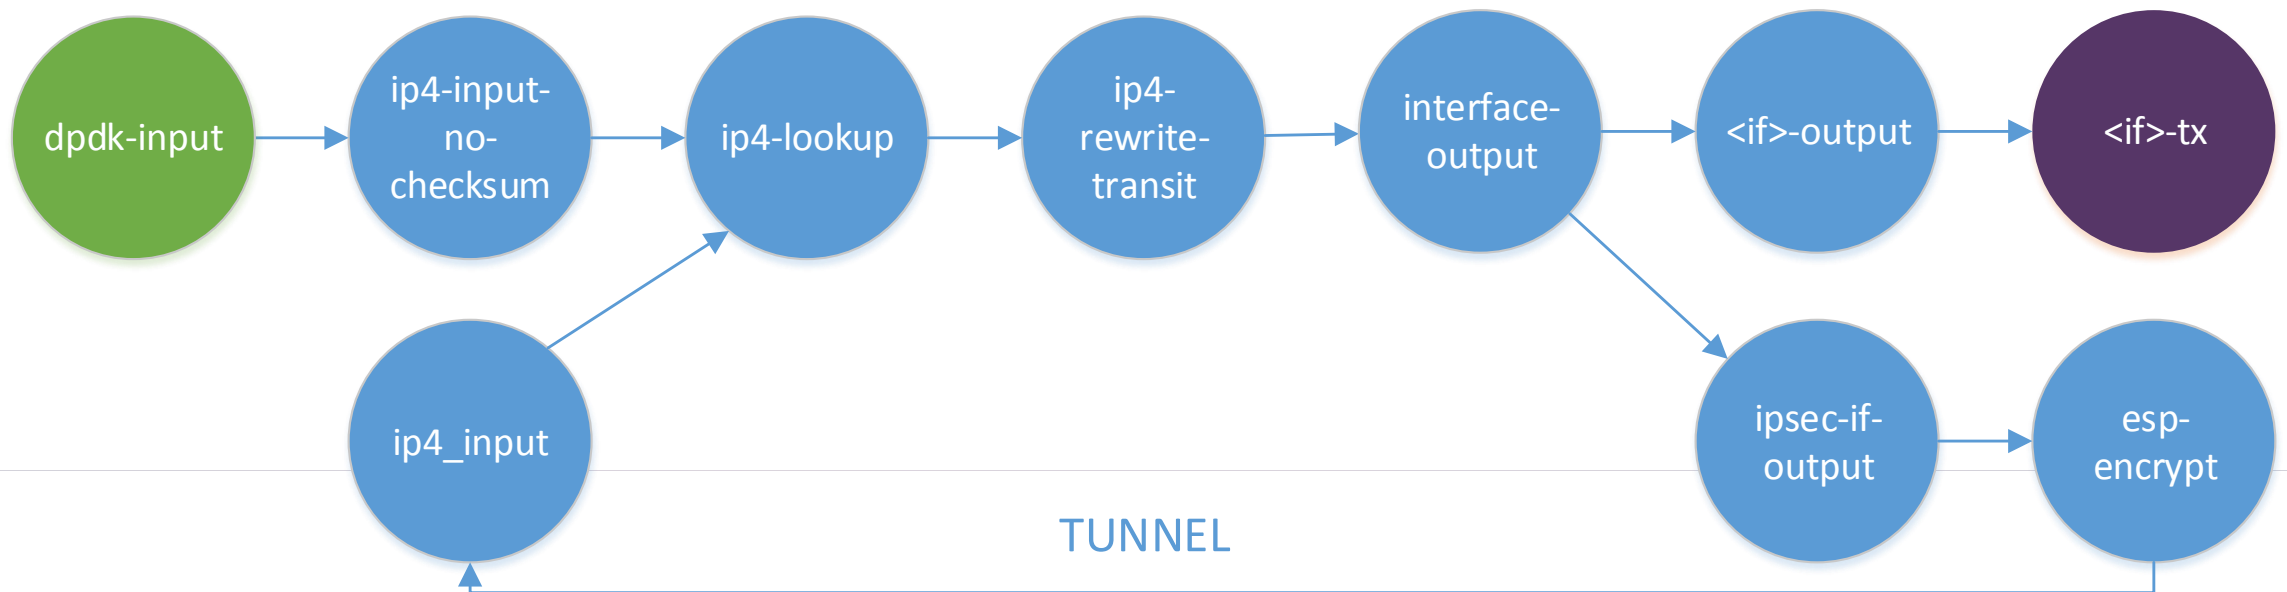 dpdk-input
ip4-input-
no-
checksum
ip4-lookup
ip4-
rewrite-
transit
interface-
output
<if>-output
<if>-tx
ip4_input
ipsec-if-
output
esp-
encrypt
TUNNEL